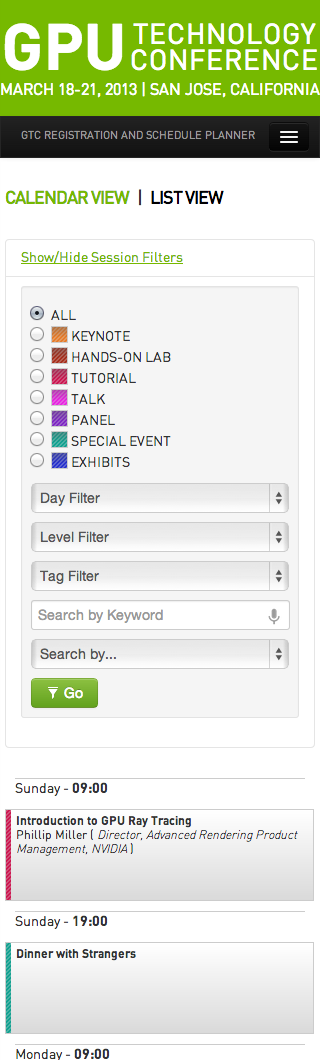 GPU TECHNOLOGY CONFERENCE
MARCH 18-21, 2013 | SAN JOSE, CALIFORNIA
GTC REGISTRATION AND SCHEDULE PLANNER
CALENDAR VIEW | LIST VIEW
Show/Hide Session Filters
ALL
KEYNOTE
HANDS-ON LAB
TUTORIAL
TALK
PANEL
SPECIAL EVENT
EXHIBITS
Day Filter
Level Filter
Tag Filter
Search by Keyword
Search by...
Go
Sunday - 09:00
Introduction to GPU Ray Tracing
Phillip Miller ( Director, Advanced Rendering Product
Management, NVIDIA )
Sunday - 19:00
Dinner with Strangers
Monday - 09:00